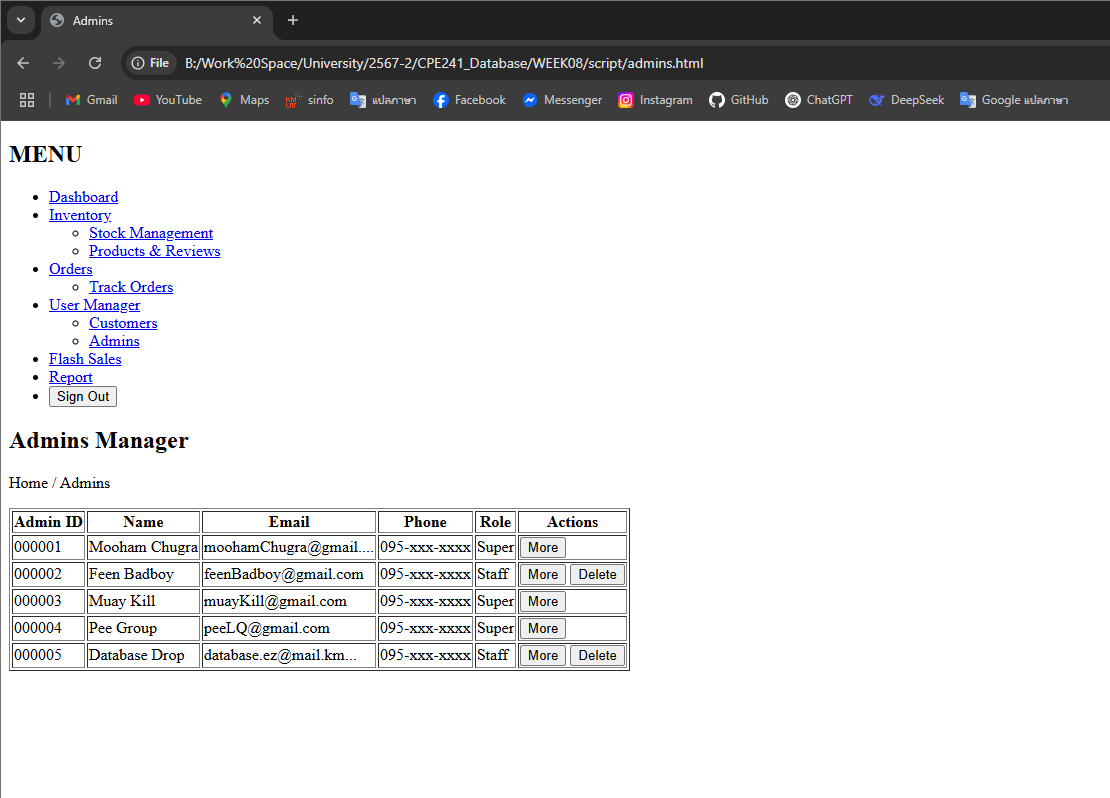 Admins
File B:/Work%20Space/University/2567-2/CPE241_Database/WEEK08/script/admins.html
Gmail YouTube Maps sinfo แปลภาษา Facebook Messenger Instagram GitHub ChatGPT DeepSeek Google แปลภาษา
MENU
Dashboard
Inventory
Stock Management
Products & Reviews
Orders
Track Orders
User Manager
Customers
Admins
Flash Sales
Report
Sign Out
Admins Manager
Home / Admins
Admin ID Name Email Phone Role Actions
000001 Mooham Chugra moohamChugra@gmail.... 095-xxx-xxxx Super More
000002 Feen Badboy feenBadboy@gmail.com 095-xxx-xxxx Staff More Delete
000003 Muay Kill muayKill@gmail.com 095-xxx-xxxx Super More
000004 Pee Group peeLQ@gmail.com 095-xxx-xxxx Super More
000005 Database Drop database.ez@mail.km... 095-xxx-xxxx Staff More Delete